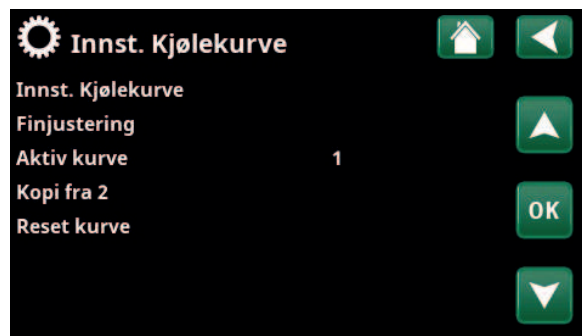 Innst. Kjølekurve
Innst. Kjølekurve
Finjustering
Aktiv kurve 1
Kopi fra 2
Reset kurve
OK